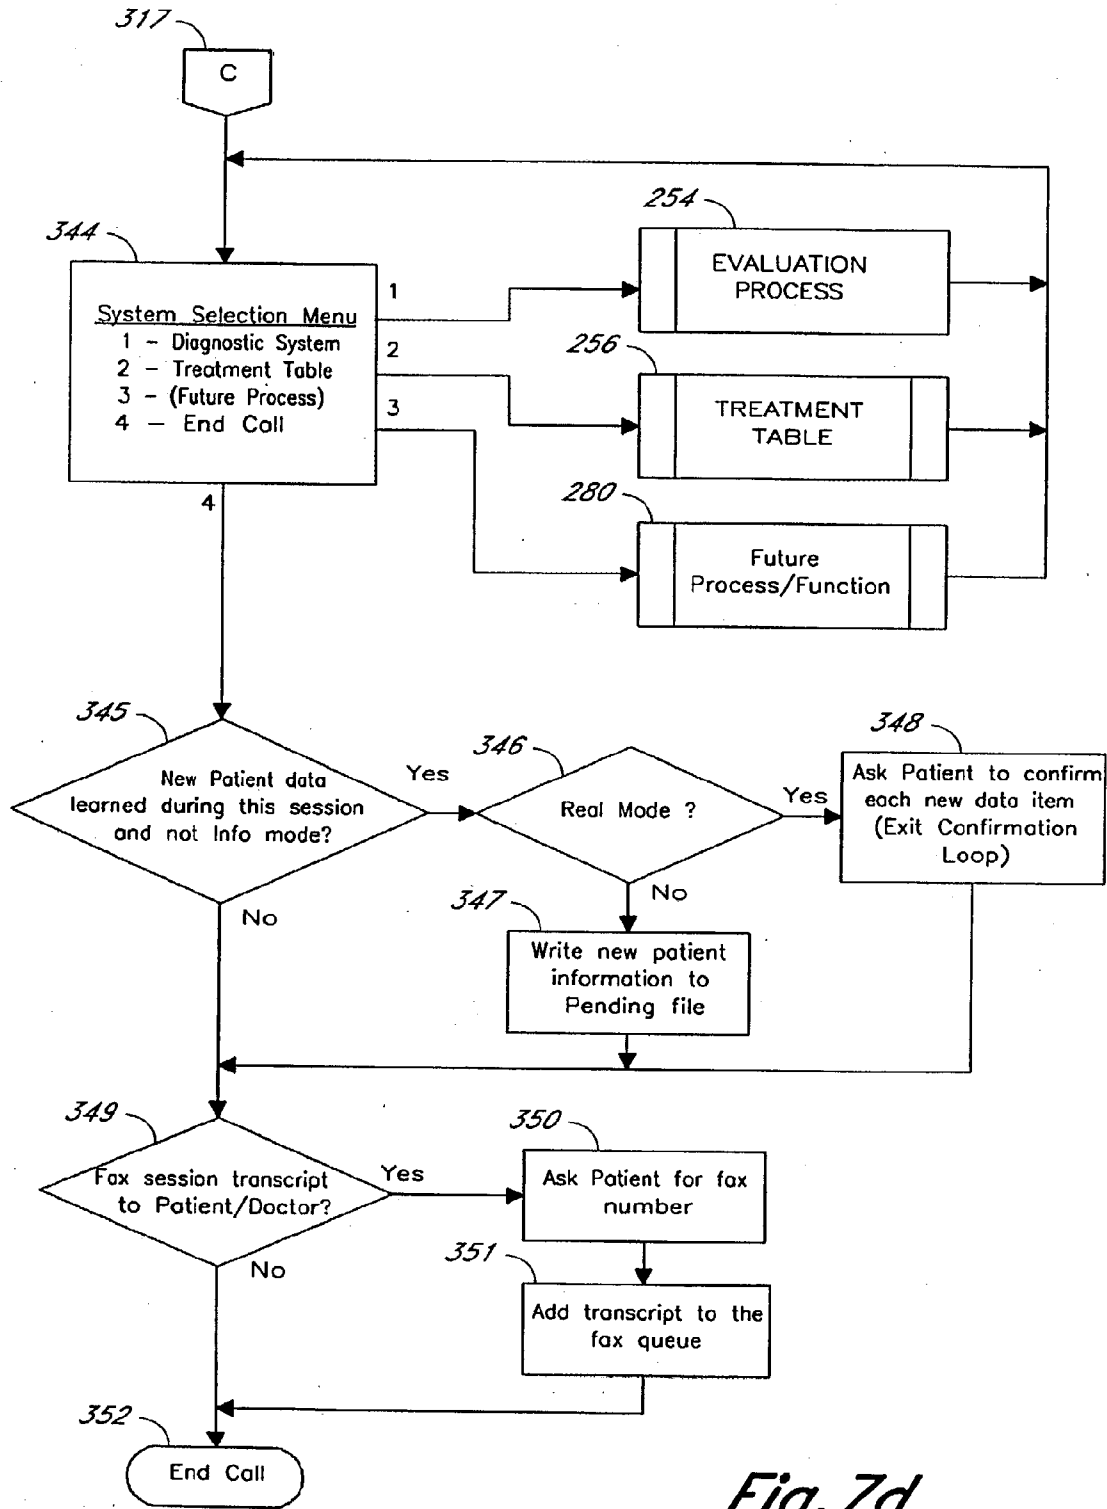 317
C
344
System Selection Menu
1 - Diagnostic System
2 - Treatment Table
3 - (Future Process)
4 - End Call
1
2
3
4
254
EVALUATION
PROCESS
256
TREATMENT
TABLE
280
Future
Process/Function
345
New Patient data
learned during this session
and not Info mode?
Yes
No
346
Real Mode ?
Yes
No
348
Ask Patient to confirm
each new data item
(Exit Confirmation
Loop)
347
Write new patient
information to
Pending file
349
Fax session transcript
to Patient/Doctor?
Yes
No
350
Ask Patient for fax
number
351
Add transcript to the
fax queue
352
End Call
Fig. 7d